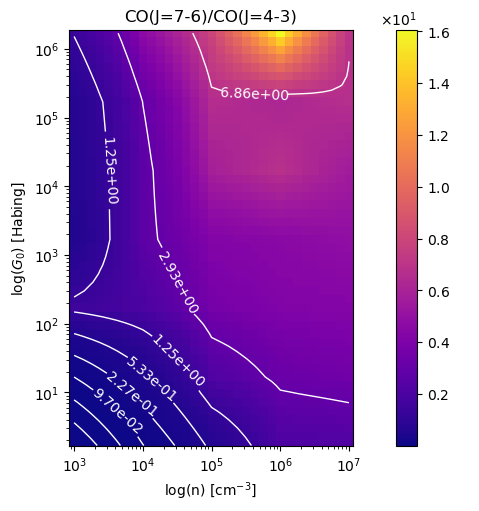 CO(J=7-6)/CO(J=4-3)
×10¹
10⁶
10⁵
10⁴
10³
10²
10¹
log(G₀) [Habing]
6.86e+00
1.25e+00
2.93e+00
1.25e+00
5.33e-01
2.27e-01
9.70e-02
10³
10⁴
10⁵
10⁶
10⁷
log(n) [cm⁻³]
1.6
1.4
1.2
1.0
0.8
0.6
0.4
0.2